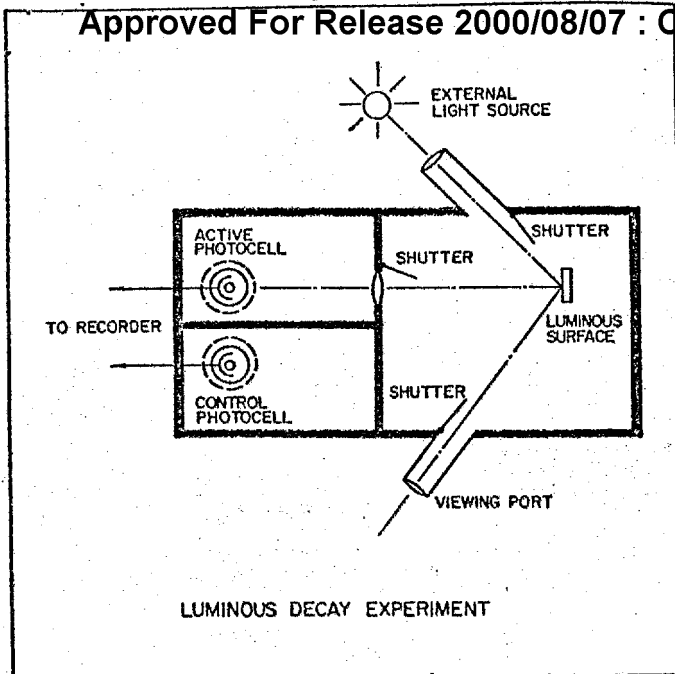 Approved For Release 2000/08/07 : C
EXTERNAL
LIGHT SOURCE
SHUTTER
ACTIVE
PHOTOCELL
SHUTTER
TO RECORDER
LUMINOUS
SURFACE
SHUTTER
CONTROL
PHOTOCELL
VIEWING PORT
LUMINOUS DECAY EXPERIMENT